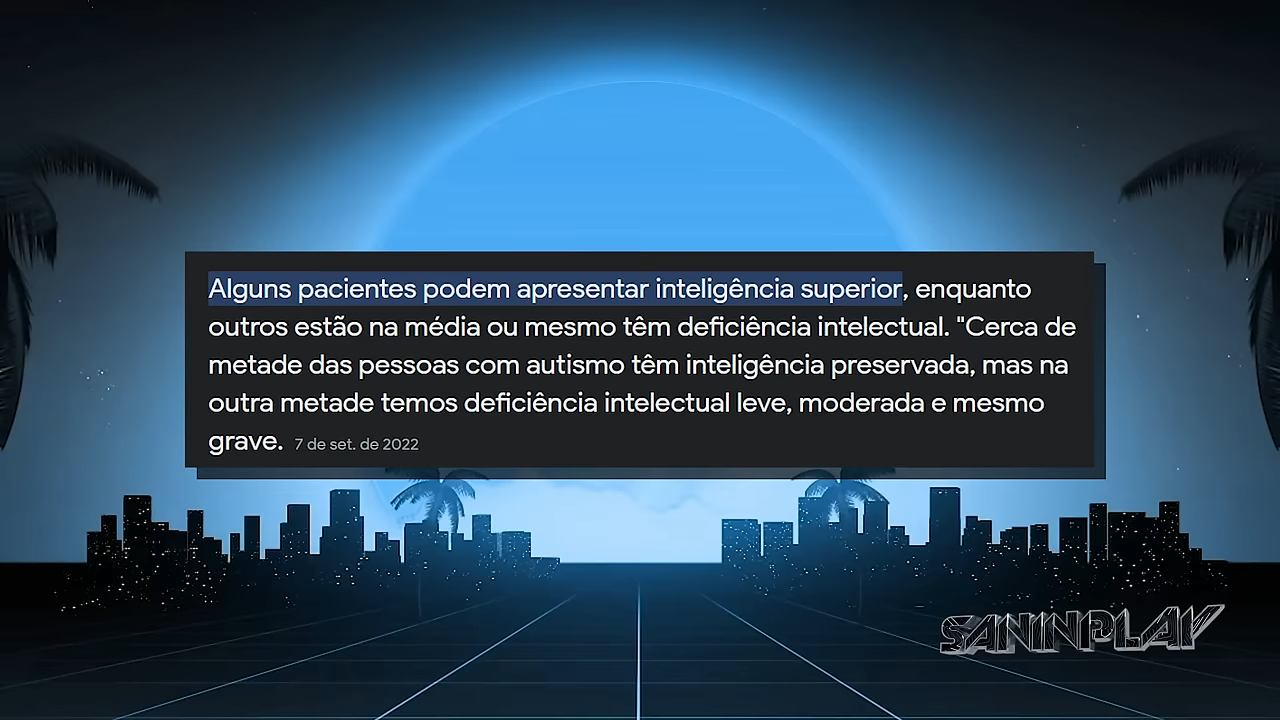 Alguns pacientes podem apresentar inteligência superior, enquanto
outros estão na média ou mesmo têm deficiência intelectual. "Cerca de
metade das pessoas com autismo têm inteligência preservada, mas na
outra metade temos deficiência intelectual leve, moderada e mesmo
grave. 7 de set. de 2022
SANINPLAY